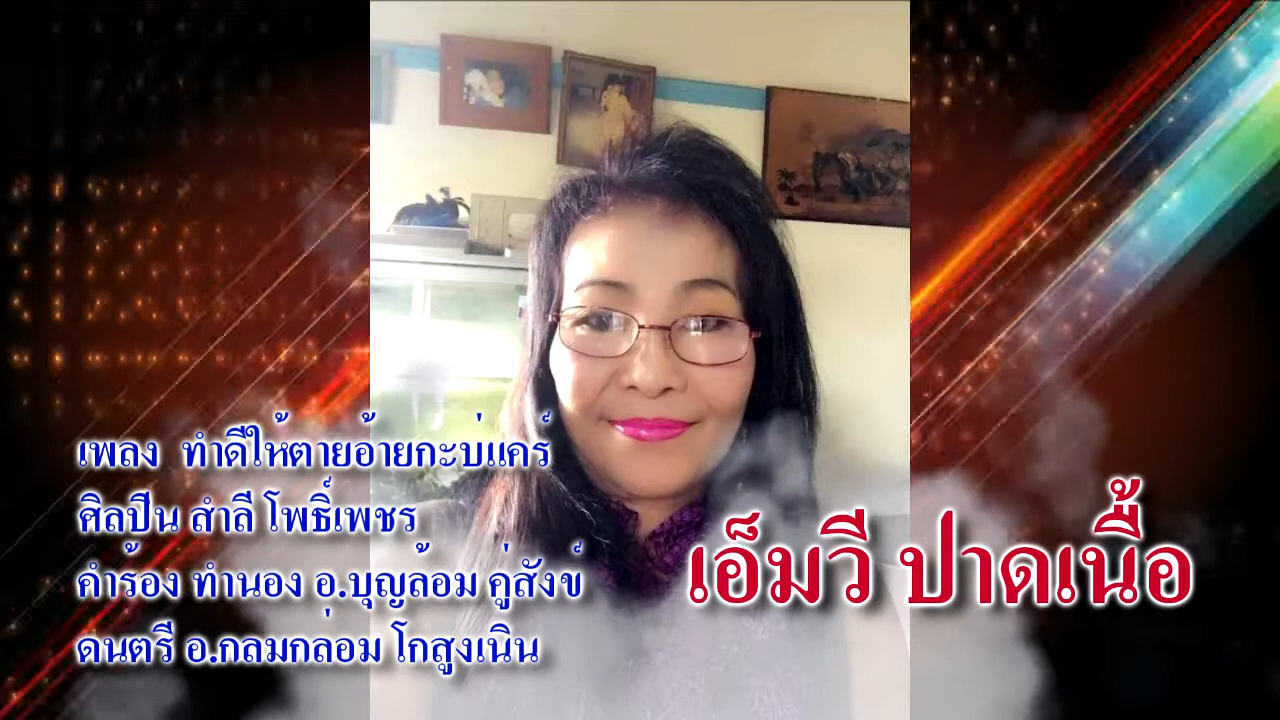 เพลง ทำดีให้ตายอ้ายกะบ่แคร์
ศิลปืน สำลี โพธิ์เพชร
คำร้อง ทำนอง อ.บุญล้อม คู่สังข์
ดนตรี อ.กลมกล่อม โกสูงเนิน
เอ็มวี ปาดเนื้อ